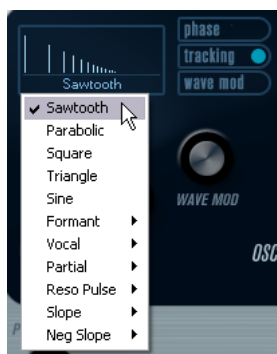 phase
tracking
wave mod
Sawtooth
Sawtooth
Parabolic
Square
Triangle
Sine
Formant
Vocal
Partial
Reso Pulse
Slope
Neg Slope
WAVE MOD
OSC
P